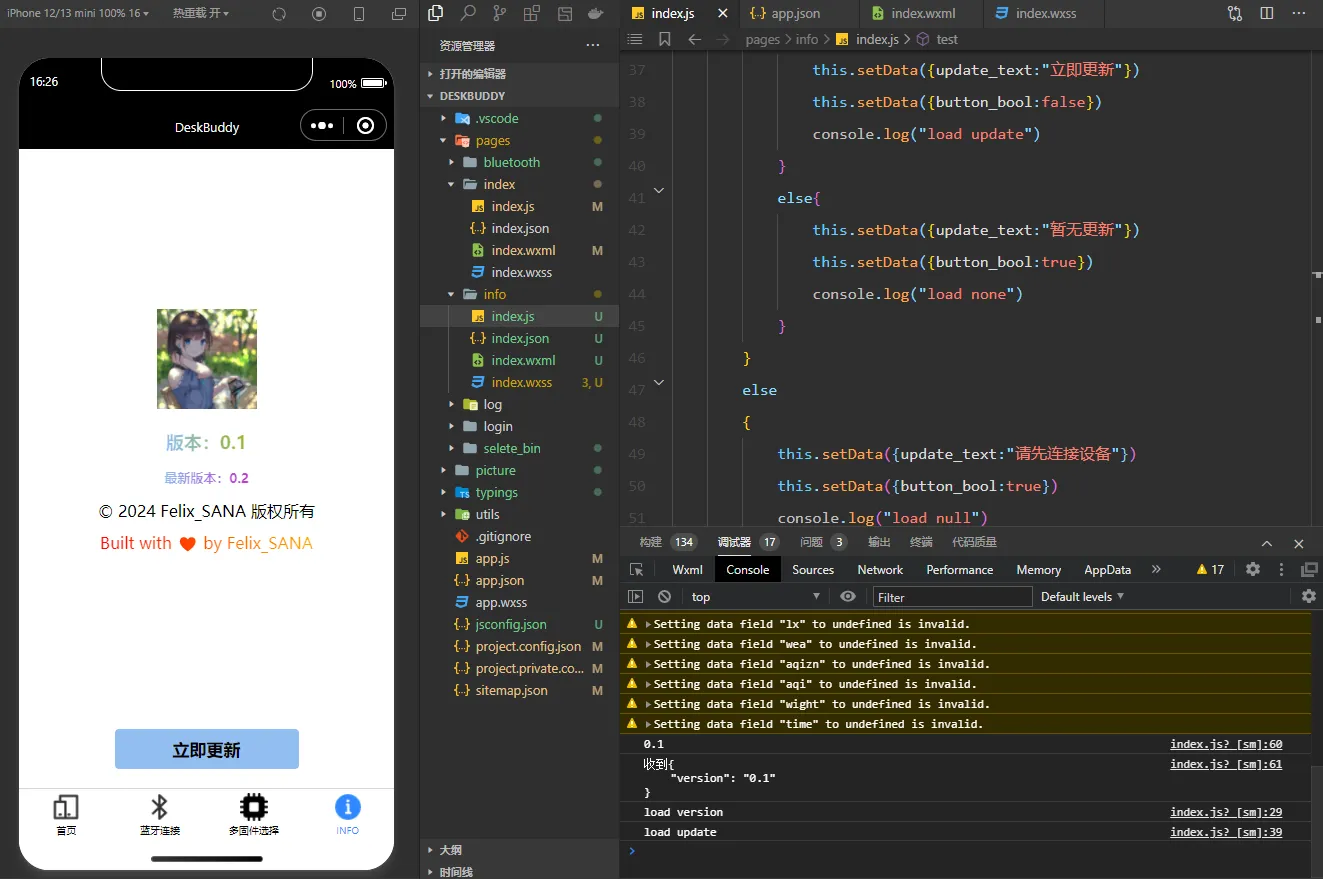 iPhone 12/13 mini 100% 16
热重载 开
16:26
100%
DeskBuddy
版本：0.1
最新版本：0.2
© 2024 Felix_SANA 版权所有
Built with ❤ by Felix_SANA
立即更新
首页
蓝牙连接
多固件选择
INFO
资源管理器
打开的编辑器
DESKBUDDY
.vscode
pages
bluetooth
index
index.js M
index.json
index.wxml M
index.wxss
info
index.js U
index.json U
index.wxml U
index.wxss 3, U
log
login
selete_bin
picture
typings
utils
.gitignore
app.js M
app.json M
app.wxss
jsconfig.json U
project.config.json M
project.private.co... M
sitemap.json M
大纲
时间线
index.js
app.json
index.wxml
index.wxss
pages > info > index.js > test
37 this.setData({update_text:"立即更新"})
38 this.setData({button_bool:false})
39 console.log("load update")
40 }
41 else{
42 this.setData({update_text:"暂无更新"})
43 this.setData({button_bool:true})
44 console.log("load none")
45 }
46 }
47 else
48 {
49 this.setData({update_text:"请先连接设备"})
50 this.setData({button_bool:true})
51 console.log("load null")
构建 134 调试器 17 问题 3 输出 终端 代码质量
Wxml Console Sources Network Performance Memory AppData » 17
top Filter Default levels
Setting data field "lx" to undefined is invalid.
Setting data field "wea" to undefined is invalid.
Setting data field "aqizn" to undefined is invalid.
Setting data field "aqi" to undefined is invalid.
Setting data field "wight" to undefined is invalid.
Setting data field "time" to undefined is invalid.
0.1 index.js? [sm]:60
收到{ index.js? [sm]:61
"version": "0.1"
}
load version index.js? [sm]:29
load update index.js? [sm]:39